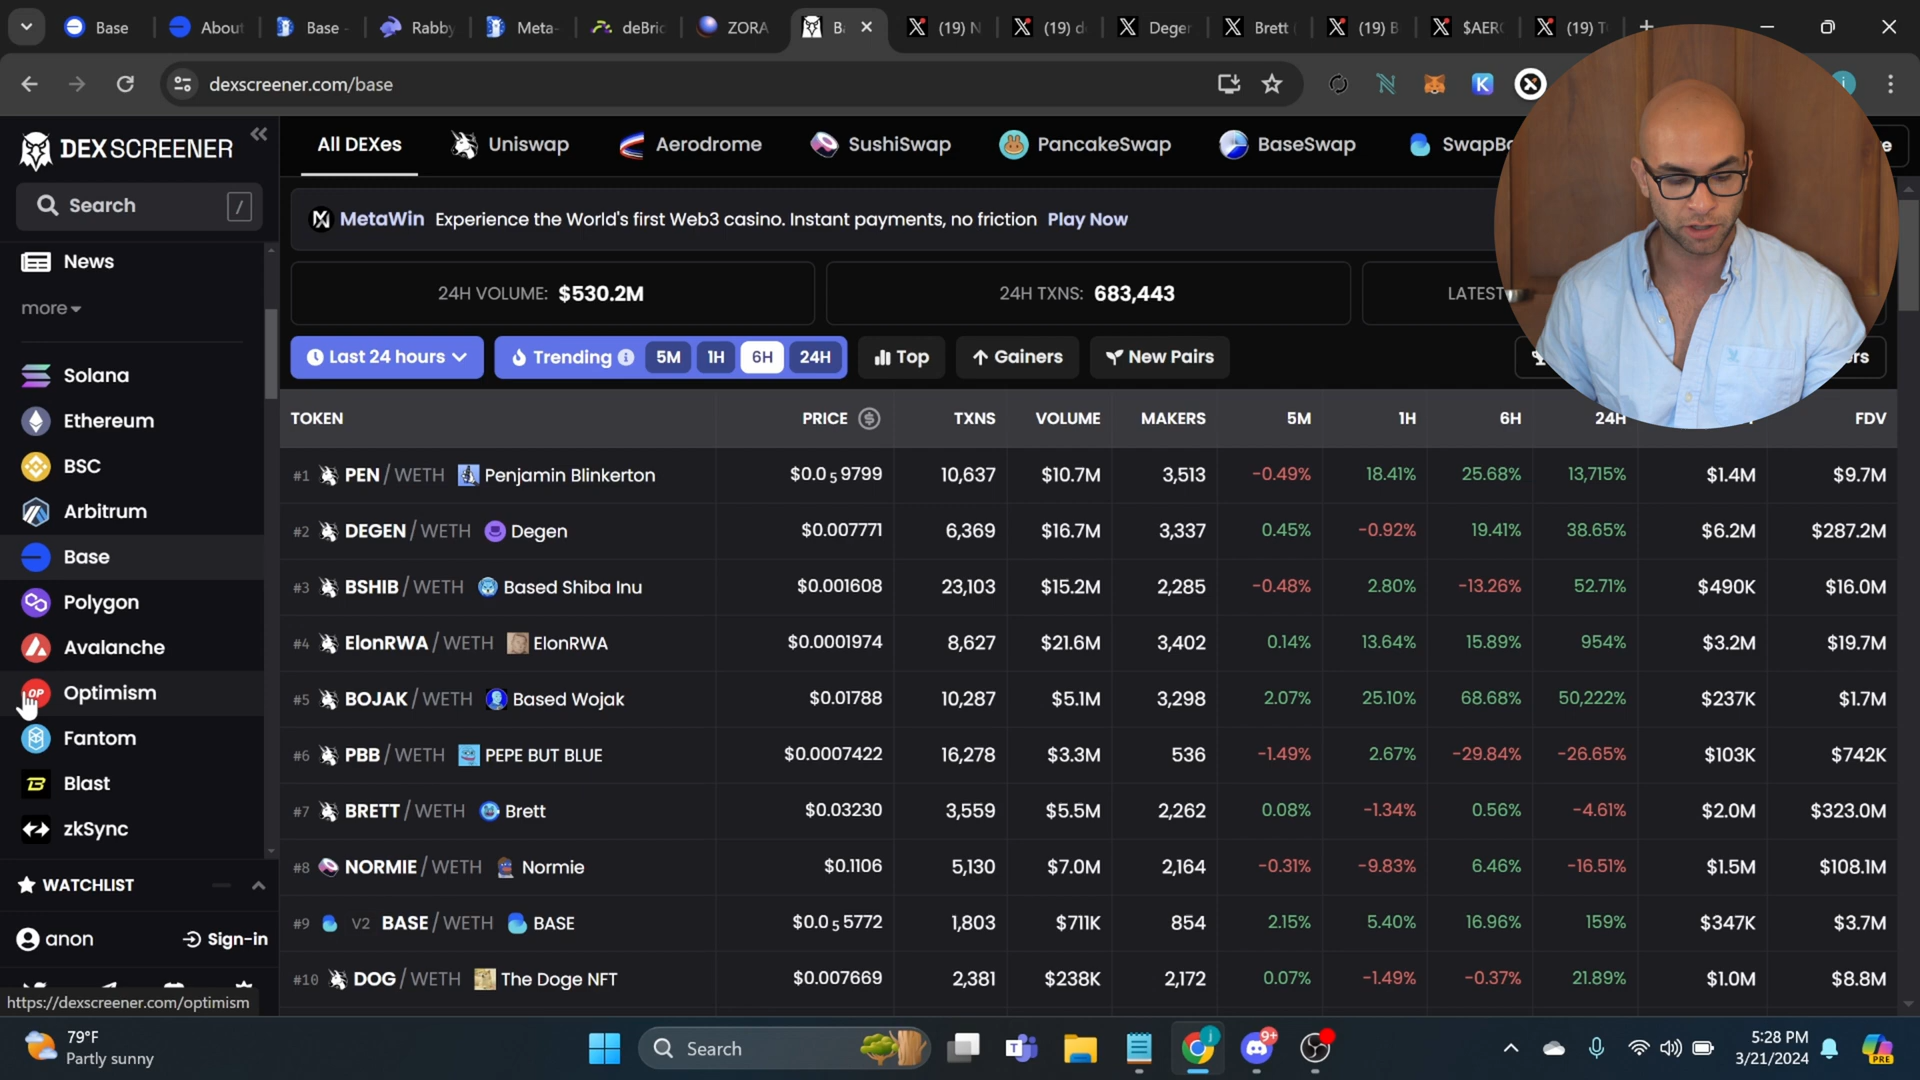 Base
About
Base -
Rabby
Meta-
deBric
ZORA
Ba
(19) N
(19) d
Deger
Brett
(19) B
$AERO
(19) T
dexscreener.com/base
DEXSCREENER
Search /
News
more
Solana
Ethereum
BSC
Arbitrum
Base
Polygon
Avalanche
Optimism
Fantom
Blast
zkSync
WATCHLIST
anon Sign-in
https://dexscreener.com/optimism
All DEXes Uniswap Aerodrome SushiSwap PancakeSwap BaseSwap SwapBa
MetaWin Experience the World's first Web3 casino. Instant payments, no friction Play Now
24H VOLUME: $530.2M 24H TXNS: 683,443 LATEST
Last 24 hours Trending 5M 1H 6H 24H Top Gainers New Pairs
TOKEN PRICE TXNS VOLUME MAKERS 5M 1H 6H 24H FDV
#1 PEN / WETH Penjamin Blinkerton $0.0₅9799 10,637 $10.7M 3,513 -0.49% 18.41% 25.68% 13,715% $1.4M $9.7M
#2 DEGEN / WETH Degen $0.007771 6,369 $16.7M 3,337 0.45% -0.92% 19.41% 38.65% $6.2M $287.2M
#3 BSHIB / WETH Based Shiba Inu $0.001608 23,103 $15.2M 2,285 -0.48% 2.80% -13.26% 52.71% $490K $16.0M
#4 ElonRWA / WETH ElonRWA $0.0001974 8,627 $21.6M 3,402 0.14% 13.64% 15.89% 954% $3.2M $19.7M
#5 BOJAK / WETH Based Wojak $0.01788 10,287 $5.1M 3,298 2.07% 25.10% 68.68% 50,222% $237K $1.7M
#6 PBB / WETH PEPE BUT BLUE $0.0007422 16,278 $3.3M 536 -1.49% 2.67% -29.84% -26.65% $103K $742K
#7 BRETT / WETH Brett $0.03230 3,559 $5.5M 2,262 0.08% -1.34% 0.56% -4.61% $2.0M $323.0M
#8 NORMIE / WETH Normie $0.1106 5,130 $7.0M 2,164 -0.31% -9.83% 6.46% -16.51% $1.5M $108.1M
#9 V2 BASE / WETH BASE $0.0₅5772 1,803 $711K 854 2.15% 5.40% 16.96% 159% $347K $3.7M
#10 DOG / WETH The Doge NFT $0.007669 2,381 $238K 2,172 0.07% -1.49% -0.37% 21.89% $1.0M $8.8M
79°F
Partly sunny
Search
9+
5:28 PM
3/21/2024
PRE